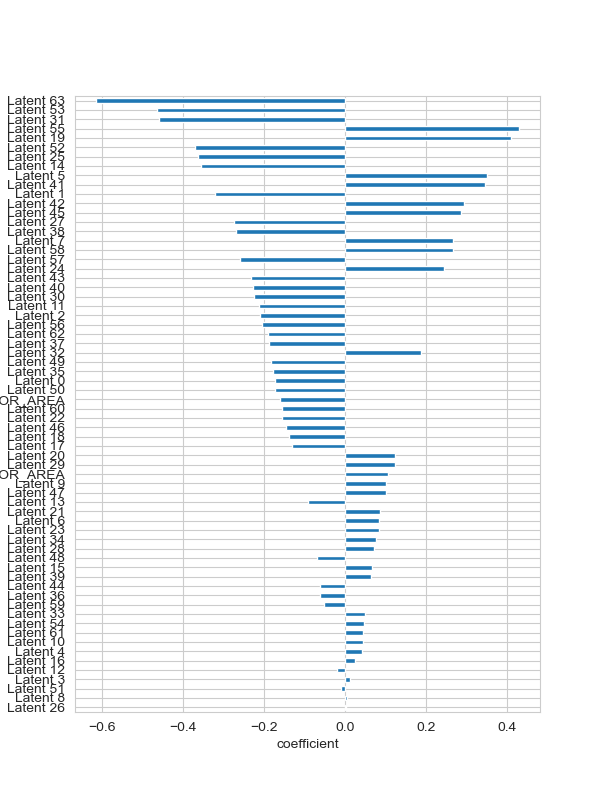 Latent 63
Latent 53
Latent 31
Latent 55
Latent 19
Latent 52
Latent 25
Latent 14
Latent 5
Latent 41
Latent 1
Latent 42
Latent 45
Latent 27
Latent 38
Latent 7
Latent 58
Latent 57
Latent 24
Latent 43
Latent 40
Latent 30
Latent 11
Latent 2
Latent 56
Latent 62
Latent 37
Latent 32
Latent 49
Latent 35
Latent 0
Latent 50
OR_AREA
Latent 60
Latent 22
Latent 46
Latent 18
Latent 17
Latent 20
Latent 29
OR_AREA
Latent 9
Latent 47
Latent 13
Latent 21
Latent 6
Latent 23
Latent 34
Latent 28
Latent 48
Latent 15
Latent 39
Latent 44
Latent 36
Latent 59
Latent 33
Latent 54
Latent 61
Latent 10
Latent 4
Latent 16
Latent 12
Latent 3
Latent 51
Latent 8
Latent 26
−0.6 −0.4 −0.2 0.0 0.2 0.4
coefficient